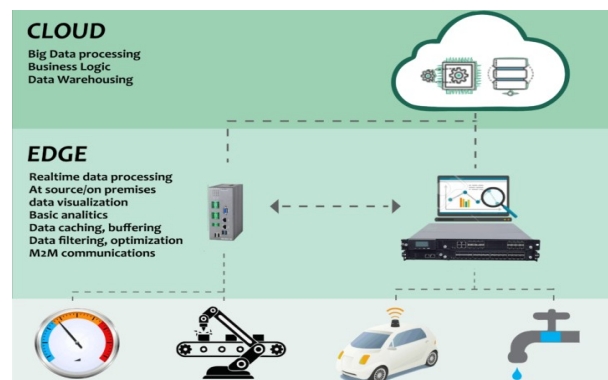 CLOUD
Big Data processing
Business Logic
Data Warehousing
EDGE
Realtime data processing
At source/on premises
data visualization
Basic analitics
Data caching, buffering
Data filtering, optimization
M2M communications